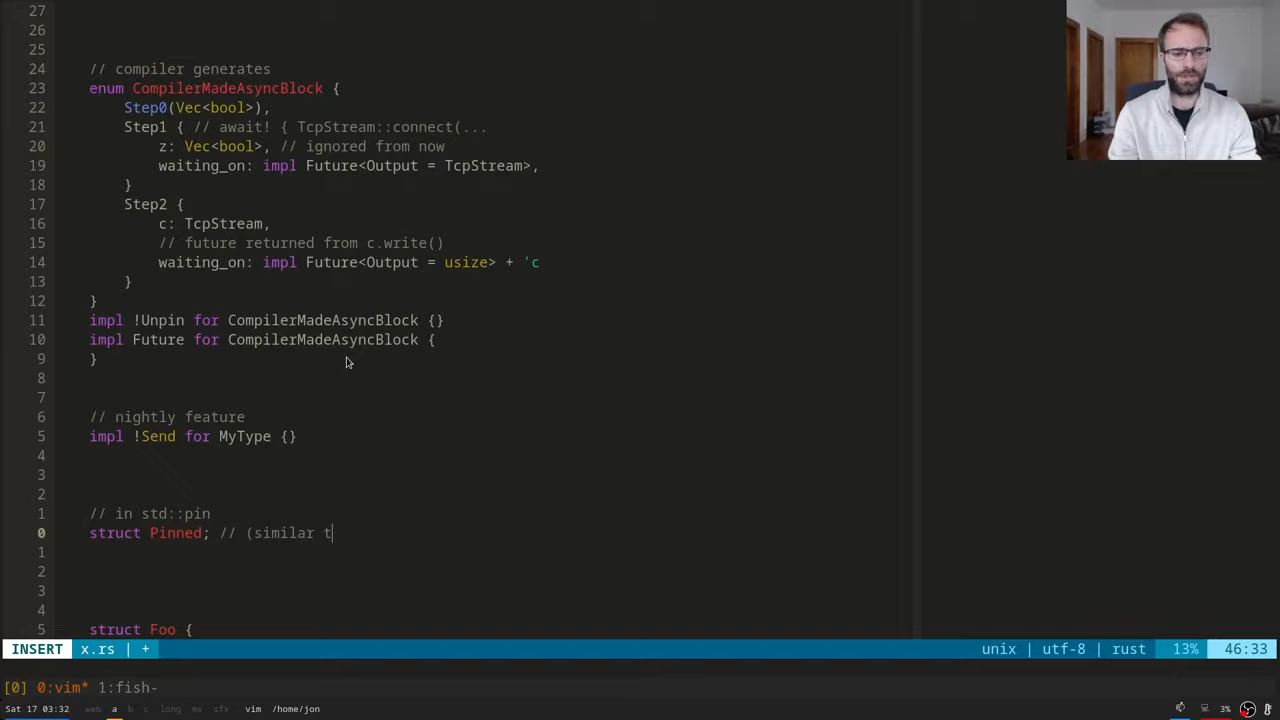 27
26
25
24 // compiler generates
23 enum CompilerMadeAsyncBlock {
22 Step0(Vec<bool>),
21 Step1 { // await! { TcpStream::connect(...
20 z: Vec<bool>, // ignored from now
19 waiting_on: impl Future<Output = TcpStream>,
18 }
17 Step2 {
16 c: TcpStream,
15 // future returned from c.write()
14 waiting_on: impl Future<Output = usize> + 'c
13 }
12 }
11 impl !Unpin for CompilerMadeAsyncBlock {}
10 impl Future for CompilerMadeAsyncBlock {
9 }
8
7
6 // nightly feature
5 impl !Send for MyType {}
4
3
2
1 // in std::pin
0 struct Pinned; // (similar t
1
2
3
4
5 struct Foo {
INSERT x.rs | + unix | utf-8 | rust 13% 46:33
[0] 0:vim* 1:fish-
Sat 17 03:32 web a b c long mx sfx vim /home/jon 3%